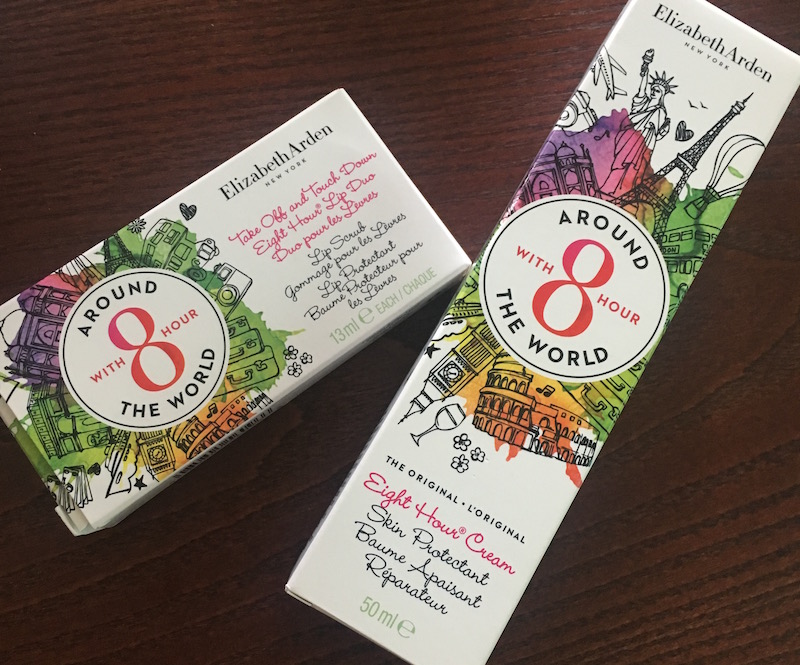 Elizabeth Arden
NEW YORK
Take Off and Touch Down
Eight Hour® Lip Duo
Duo pour les Lèvres
Lip Scrub
Gommage pour les Lèvres
Lip Protectant
Baume Protecteur pour
les Lèvres
13ml e EACH / CHAQUE
AROUND
WITH 8 HOUR
THE WORLD
Elizabeth Arden
NEW YORK
AROUND
WITH 8 HOUR
THE WORLD
THE ORIGINAL • L'ORIGINAL
Eight Hour® Cream
Skin Protectant
Baume Apaisant
Réparateur
50ml e